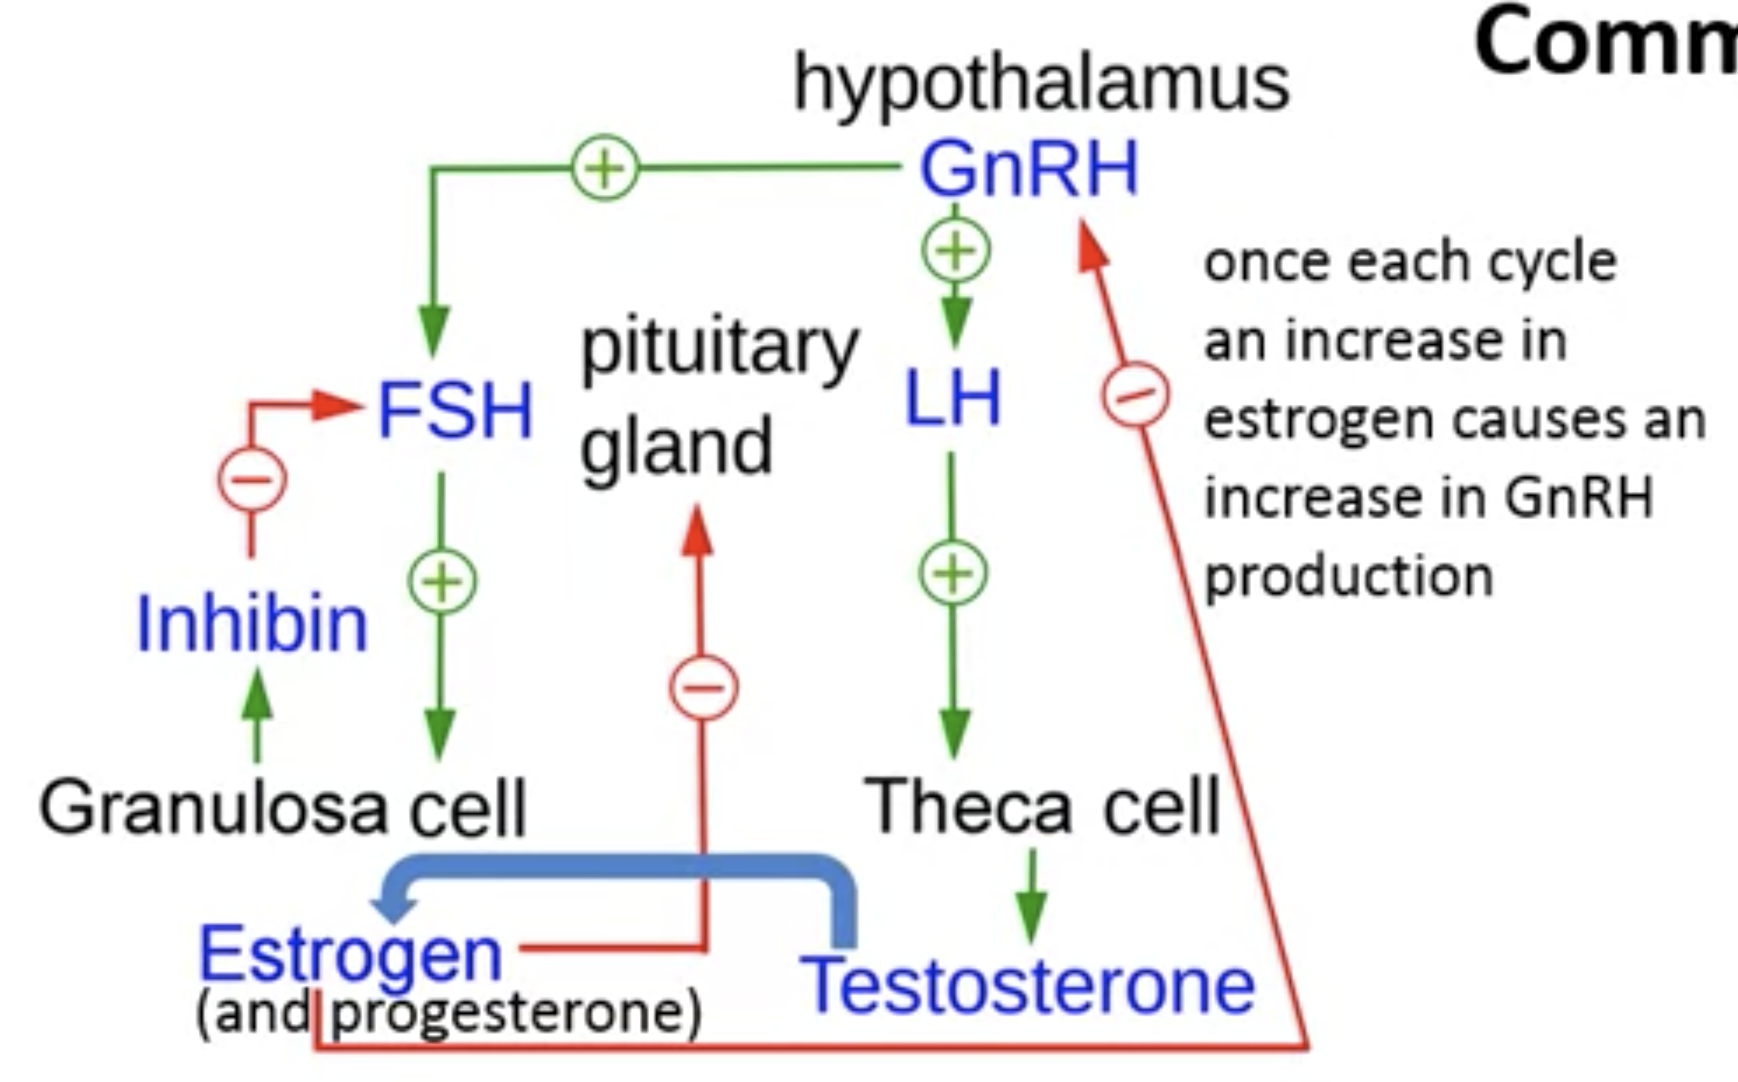 Comm
hypothalamus
GnRH
once each cycle
an increase in
estrogen causes an
increase in GnRH
production
pituitary
gland
FSH
LH
Inhibin
Granulosa cell
Theca cell
Estrogen
(and progesterone)
Testosterone